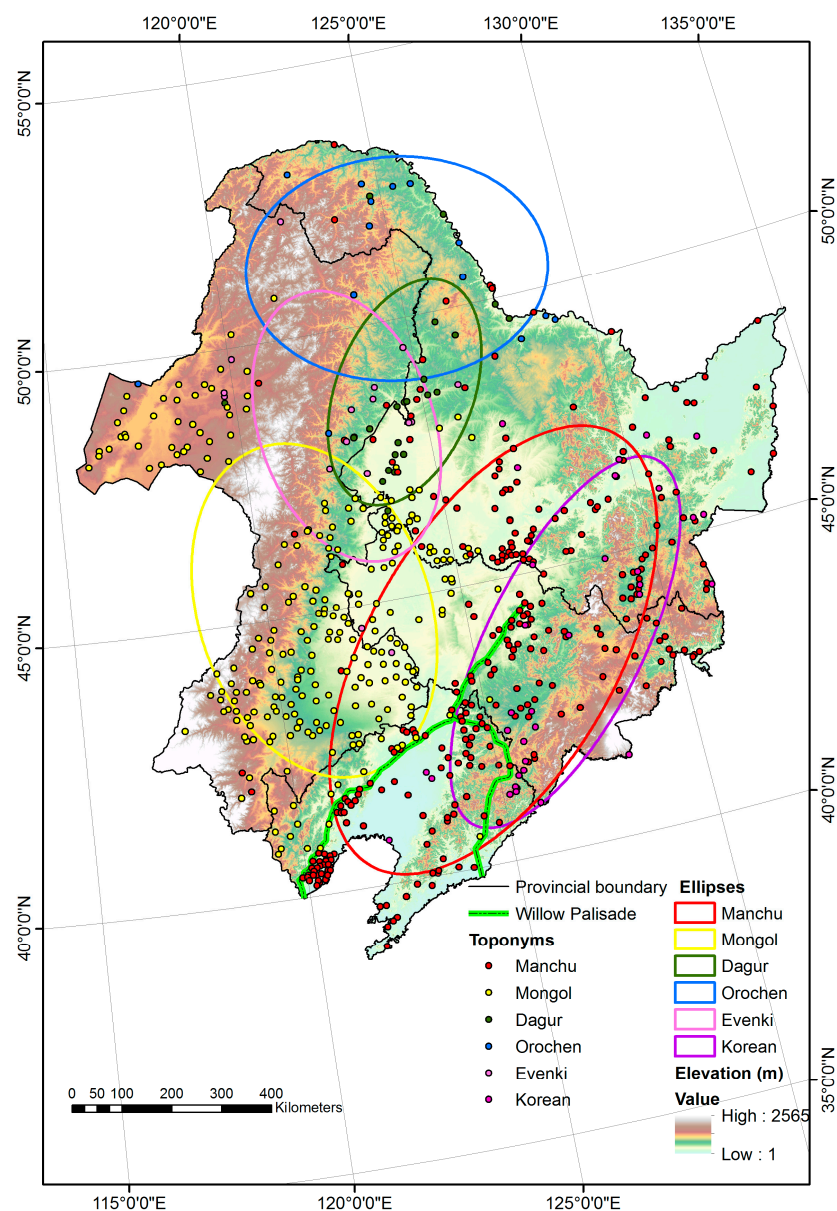 120°0'0"E 125°0'0"E 130°0'0"E 135°0'0"E
55°0'0"N
50°0'0"N
50°0'0"N
45°0'0"N
45°0'0"N
40°0'0"N
40°0'0"N
35°0'0"N
Provincial boundary
Willow Palisade
Toponyms
Manchu
Mongol
Dagur
Orochen
Evenki
Korean
Ellipses
Manchu
Mongol
Dagur
Orochen
Evenki
Korean
Elevation (m)
Value
High : 2565
Low : 1
0 50 100 200 300 400
Kilometers
115°0'0"E 120°0'0"E 125°0'0"E